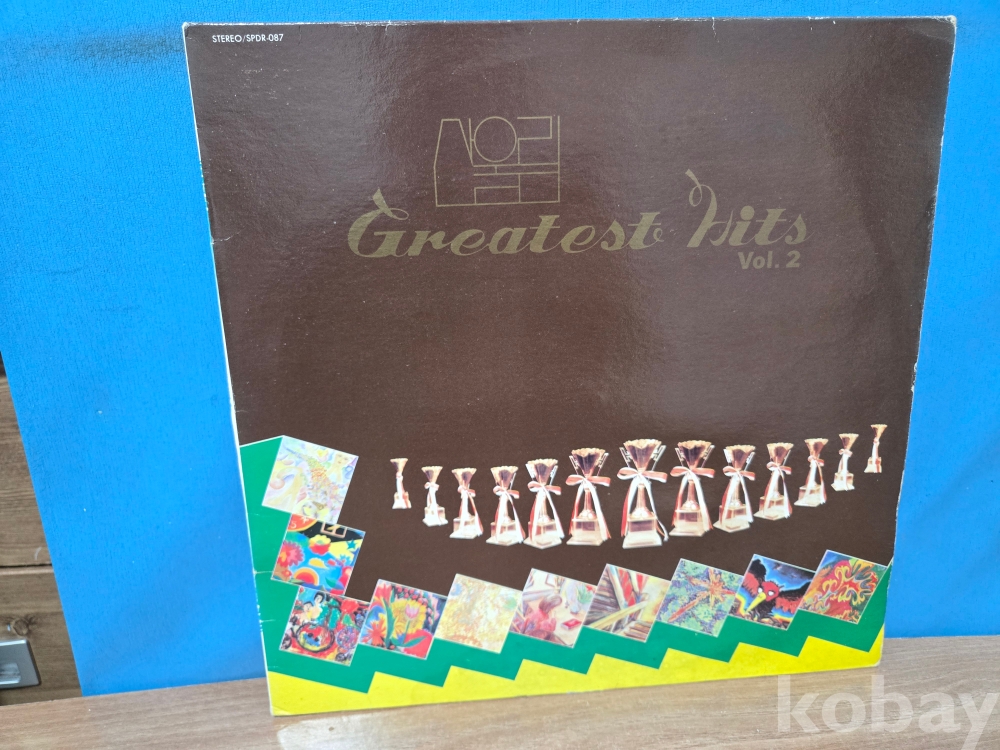 STEREO/SPDR-087
산울림
Greatest Hits
Vol. 2
kobay